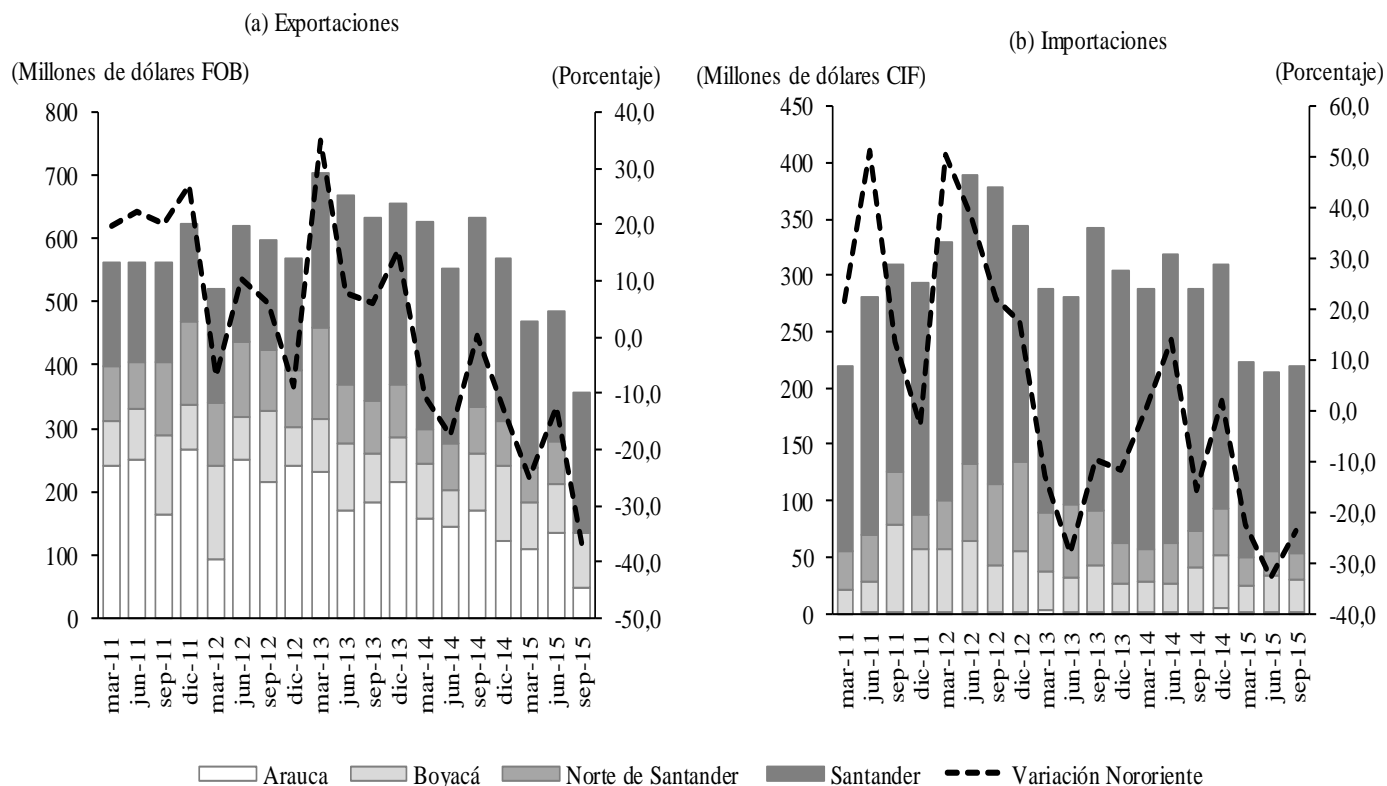 (a) Exportaciones
(Millones de dólares FOB)
(Porcentaje)
800
700
600
500
400
300
200
100
0
40,0
30,0
20,0
10,0
0,0
-10,0
-20,0
-30,0
-40,0
-50,0
mar-11
jun-11
sep-11
dic-11
mar-12
jun-12
sep-12
dic-12
mar-13
jun-13
sep-13
dic-13
mar-14
jun-14
sep-14
dic-14
mar-15
jun-15
sep-15
(b) Importaciones
(Millones de dólares CIF)
(Porcentaje)
450
400
350
300
250
200
150
100
50
0
60,0
50,0
40,0
30,0
20,0
10,0
0,0
-10,0
-20,0
-30,0
-40,0
mar-11
jun-11
sep-11
dic-11
mar-12
jun-12
sep-12
dic-12
mar-13
jun-13
sep-13
dic-13
mar-14
jun-14
sep-14
dic-14
mar-15
jun-15
sep-15
Arauca Boyacá Norte de Santander Santander Variación Nororiente